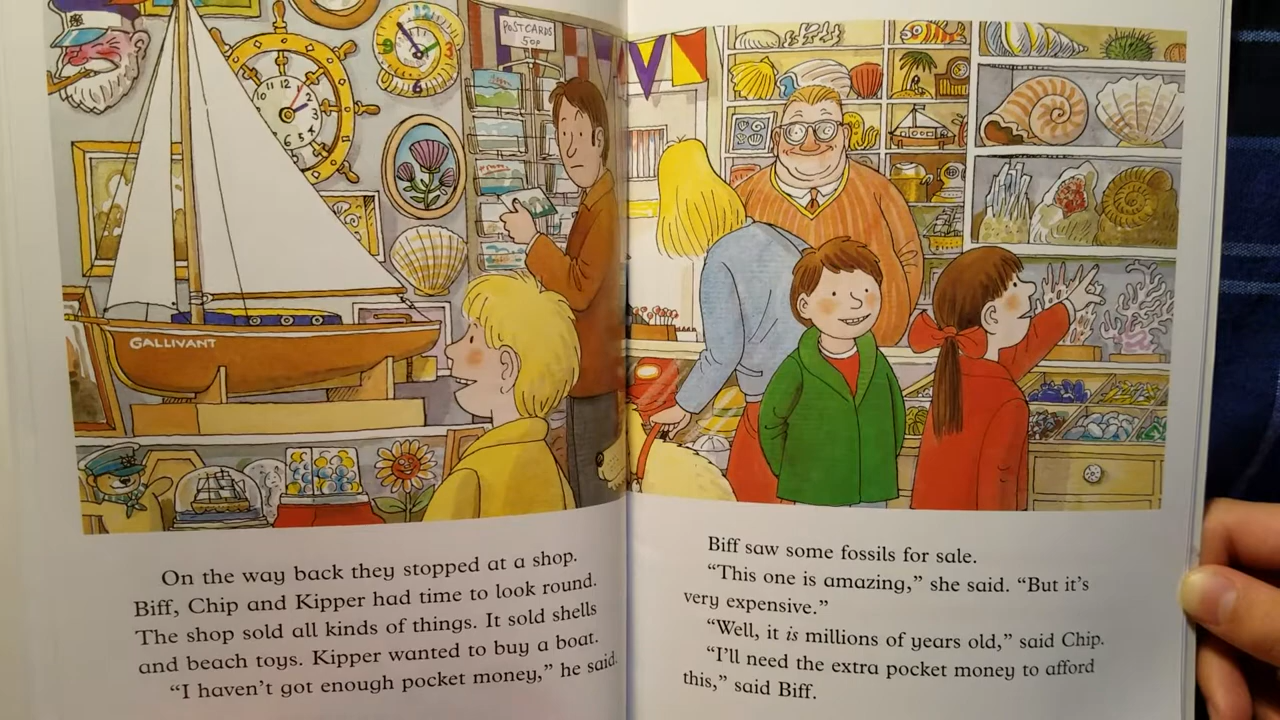 POSTCARDS
50p
GALLIVANT
On the way back they stopped at a shop.
Biff, Chip and Kipper had time to look round.
The shop sold all kinds of things. It sold shells
and beach toys. Kipper wanted to buy a boat.
“I haven’t got enough pocket money,” he said.
Biff saw some fossils for sale.
“This one is amazing,” she said. “But it’s
very expensive.”
“Well, it is millions of years old,” said Chip.
“I’ll need the extra pocket money to afford
this,” said Biff.